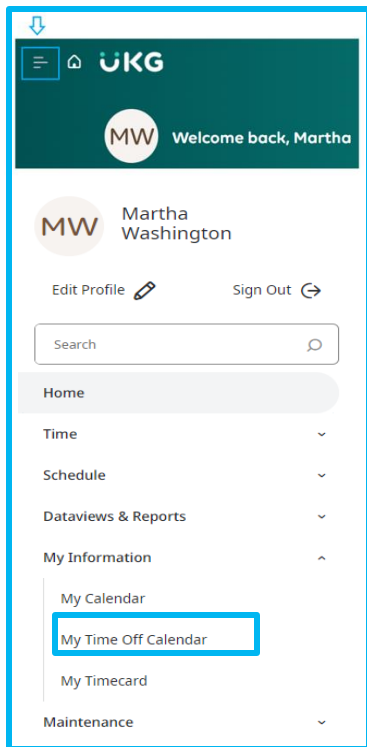 UKG
MW Welcome back, Martha
MW Martha
Washington
Edit Profile Sign Out
Search
Home
Time
Schedule
Dataviews & Reports
My Information
My Calendar
My Time Off Calendar
My Timecard
Maintenance